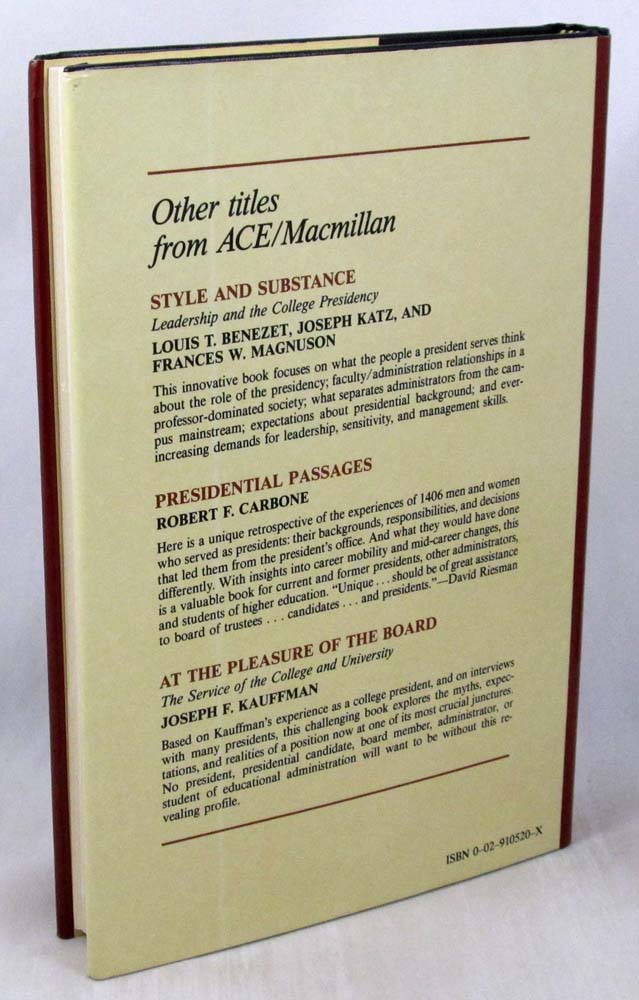 Other titles
from ACE/Macmillan
STYLE AND SUBSTANCE
Leadership and the College Presidency
LOUIS T. BENEZET, JOSEPH KATZ, AND
FRANCES W. MAGNUSON
This innovative book focuses on what the people a president serves think
about the role of the presidency; faculty/administration relationships in a
professor-dominated society; what separates administrators from the cam-
pus mainstream; expectations about presidential background; and ever-
increasing demands for leadership, sensitivity, and management skills.
PRESIDENTIAL PASSAGES
ROBERT F. CARBONE
Here is a unique retrospective of the experiences of 1406 men and women
who served as presidents: their backgrounds, responsibilities, and decisions
that led them from the president's office. And what they would have done
differently. With insights into career mobility and mid-career changes, this
is a valuable book for current and former presidents, other administrators,
and students of higher education. "Unique . . . should be of great assistance
to board of trustees . . . candidates . . . and presidents."—David Riesman
AT THE PLEASURE OF THE BOARD
The Service of the College and University
JOSEPH F. KAUFFMAN
Based on Kauffman's experience as a college president, and on interviews
with many presidents, this challenging book explores the myths, expec-
tations, and realities of a position now at one of its most crucial junctures.
No president, presidential candidate, board member, administrator, or
student of educational administration will want to be without this re-
vealing profile.
ISBN 0-02-910520-X